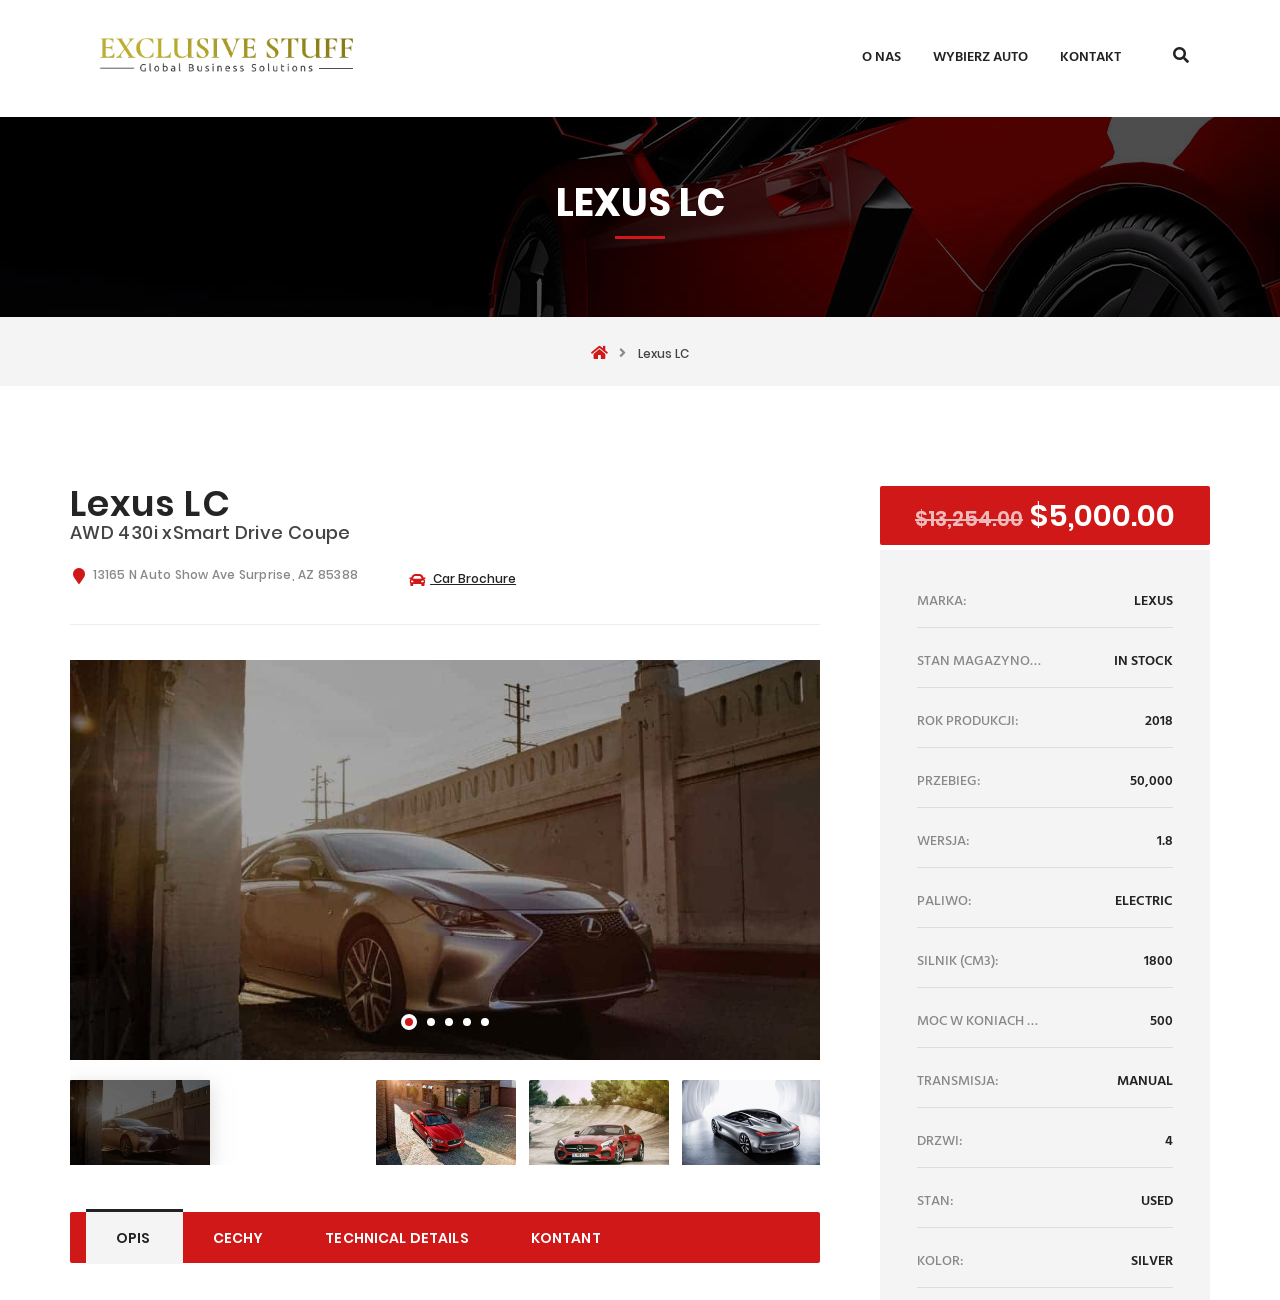 EXCLUSIVE STUFF
Global Business Solutions
O NAS
WYBIERZ AUTO
KONTAKT
LEXUS LC
Lexus LC
Lexus LC
AWD 430i xSmart Drive Coupe
13165 N Auto Show Ave Surprise, AZ 85388
Car Brochure
OPIS
CECHY
TECHNICAL DETAILS
KONTANT
$13,254.00 $5,000.00
MARKA: LEXUS
STAN MAGAZYNO... IN STOCK
ROK PRODUKCJI: 2018
PRZEBIEG: 50,000
WERSJA: 1.8
PALIWO: ELECTRIC
SILNIK (CM3): 1800
MOC W KONIACH ... 500
TRANSMISJA: MANUAL
DRZWI: 4
STAN: USED
KOLOR: SILVER